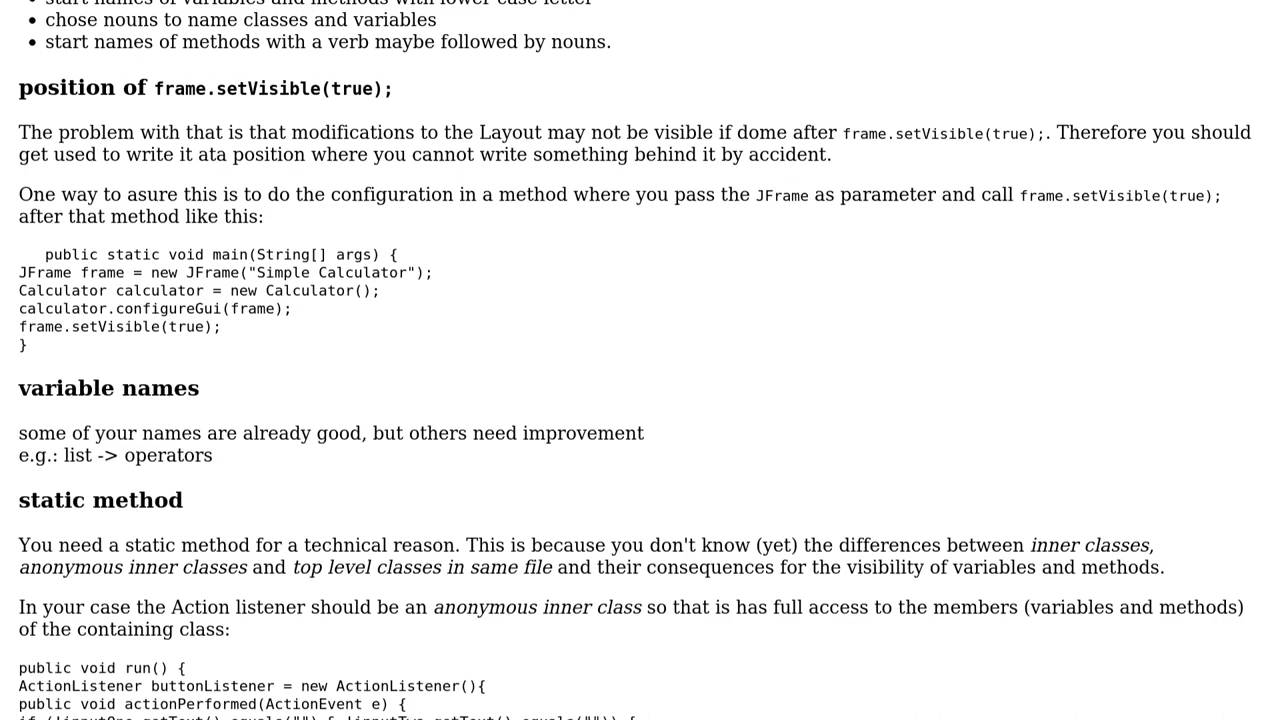 start names of variables and methods with lower case letter
• chose nouns to name classes and variables
• start names of methods with a verb maybe followed by nouns.
position of frame.setVisible(true);
The problem with that is that modifications to the Layout may not be visible if dome after frame.setVisible(true);. Therefore you should
get used to write it ata position where you cannot write something behind it by accident.
One way to asure this is to do the configuration in a method where you pass the JFrame as parameter and call frame.setVisible(true);
after that method like this:
public static void main(String[] args) {
JFrame frame = new JFrame("Simple Calculator");
Calculator calculator = new Calculator();
calculator.configureGui(frame);
frame.setVisible(true);
}
variable names
some of your names are already good, but others need improvement
e.g.: list -> operators
static method
You need a static method for a technical reason. This is because you don't know (yet) the differences between inner classes,
anonymous inner classes and top level classes in same file and their consequences for the visibility of variables and methods.
In your case the Action listener should be an anonymous inner class so that is has full access to the members (variables and methods)
of the containing class:
public void run() {
ActionListener buttonListener = new ActionListener(){
public void actionPerformed(ActionEvent e) {